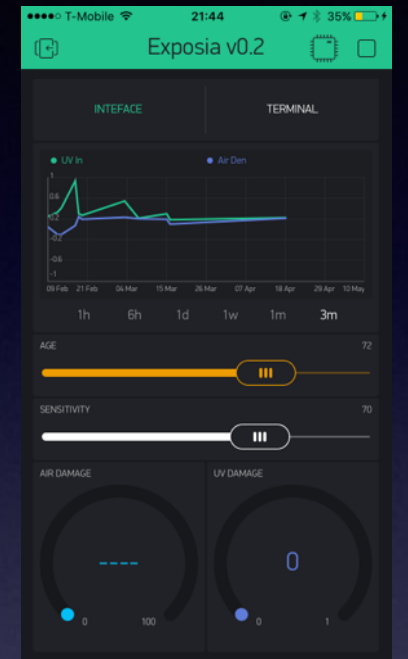 T-Mobile 21:44 35%
Exposia v0.2
INTEFACE TERMINAL
UV In Air Den
1
0.6
0.2
-0.2
-0.6
-1
09 Feb 21 Feb 04 Mar 15 Mar 26 Mar 07 Apr 18 Apr 29 Apr 10 May
1h 6h 1d 1w 1m 3m
AGE 72
SENSITIVITY 70
AIR DAMAGE UV DAMAGE
---- 0
0 100 0 1